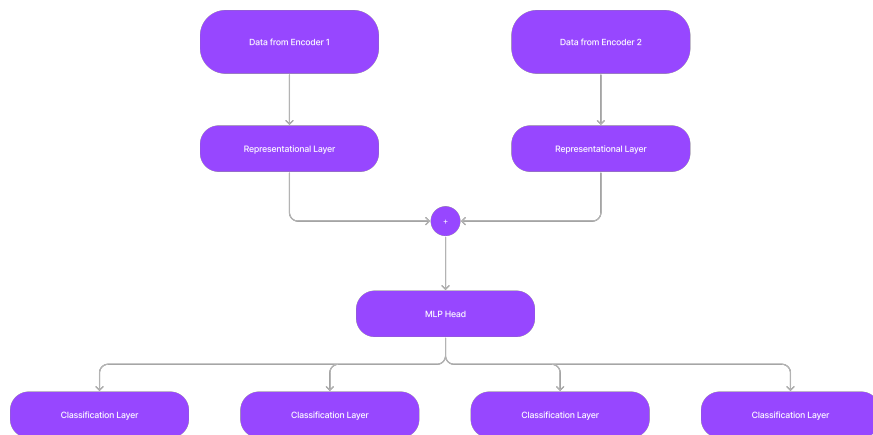 Data from Encoder 1
Data from Encoder 2
Representational Layer
Representational Layer
+
MLP Head
Classification Layer
Classification Layer
Classification Layer
Classification Layer